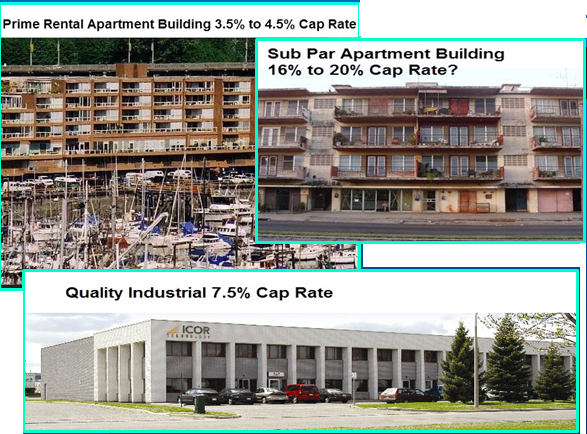 Prime Rental Apartment Building 3.5% to 4.5% Cap Rate
Sub Par Apartment Building
16% to 20% Cap Rate?
Quality Industrial 7.5% Cap Rate
ICOR
TECHNOLOGY